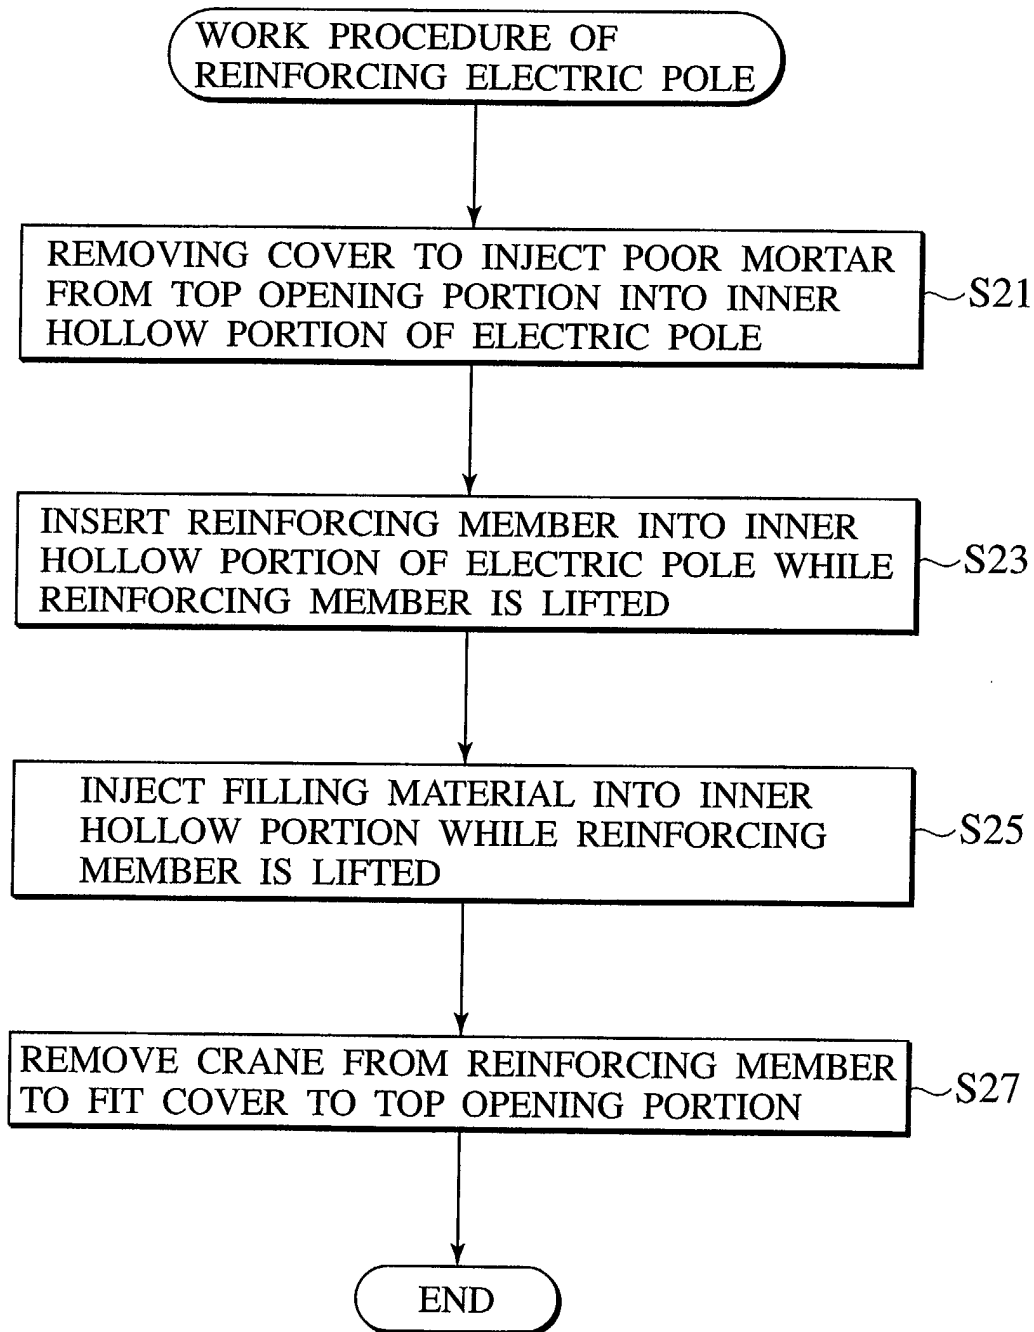 WORK PROCEDURE OF
REINFORCING ELECTRIC POLE
REMOVING COVER TO INJECT POOR MORTAR
FROM TOP OPENING PORTION INTO INNER
HOLLOW PORTION OF ELECTRIC POLE
S21
INSERT REINFORCING MEMBER INTO INNER
HOLLOW PORTION OF ELECTRIC POLE WHILE
REINFORCING MEMBER IS LIFTED
S23
INJECT FILLING MATERIAL INTO INNER
HOLLOW PORTION WHILE REINFORCING
MEMBER IS LIFTED
S25
REMOVE CRANE FROM REINFORCING MEMBER
TO FIT COVER TO TOP OPENING PORTION
S27
END